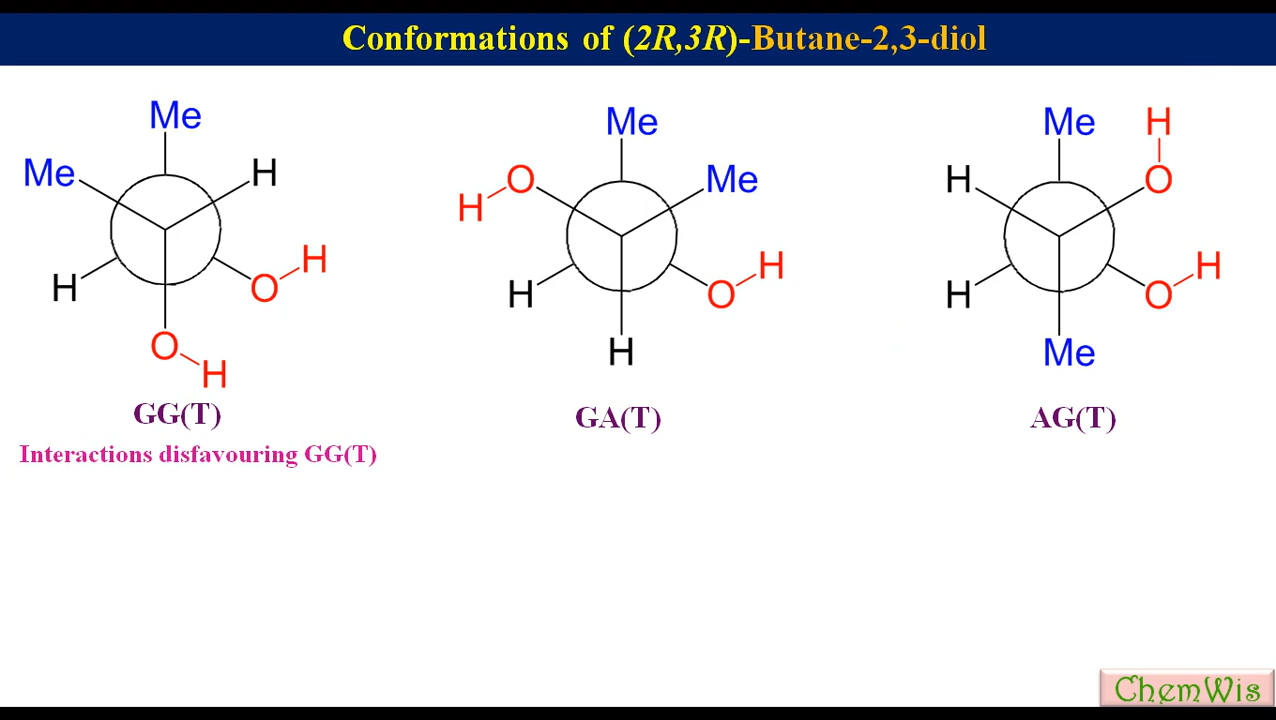 Conformations of (2R,3R)-Butane-2,3-diol
Me
Me
H
H
O
H
O
H
Me
O
H
Me
H
O
H
H
Me
H
H
O
H
O
H
Me
GG(T)
GA(T)
AG(T)
Interactions disfavouring GG(T)
ChemWis